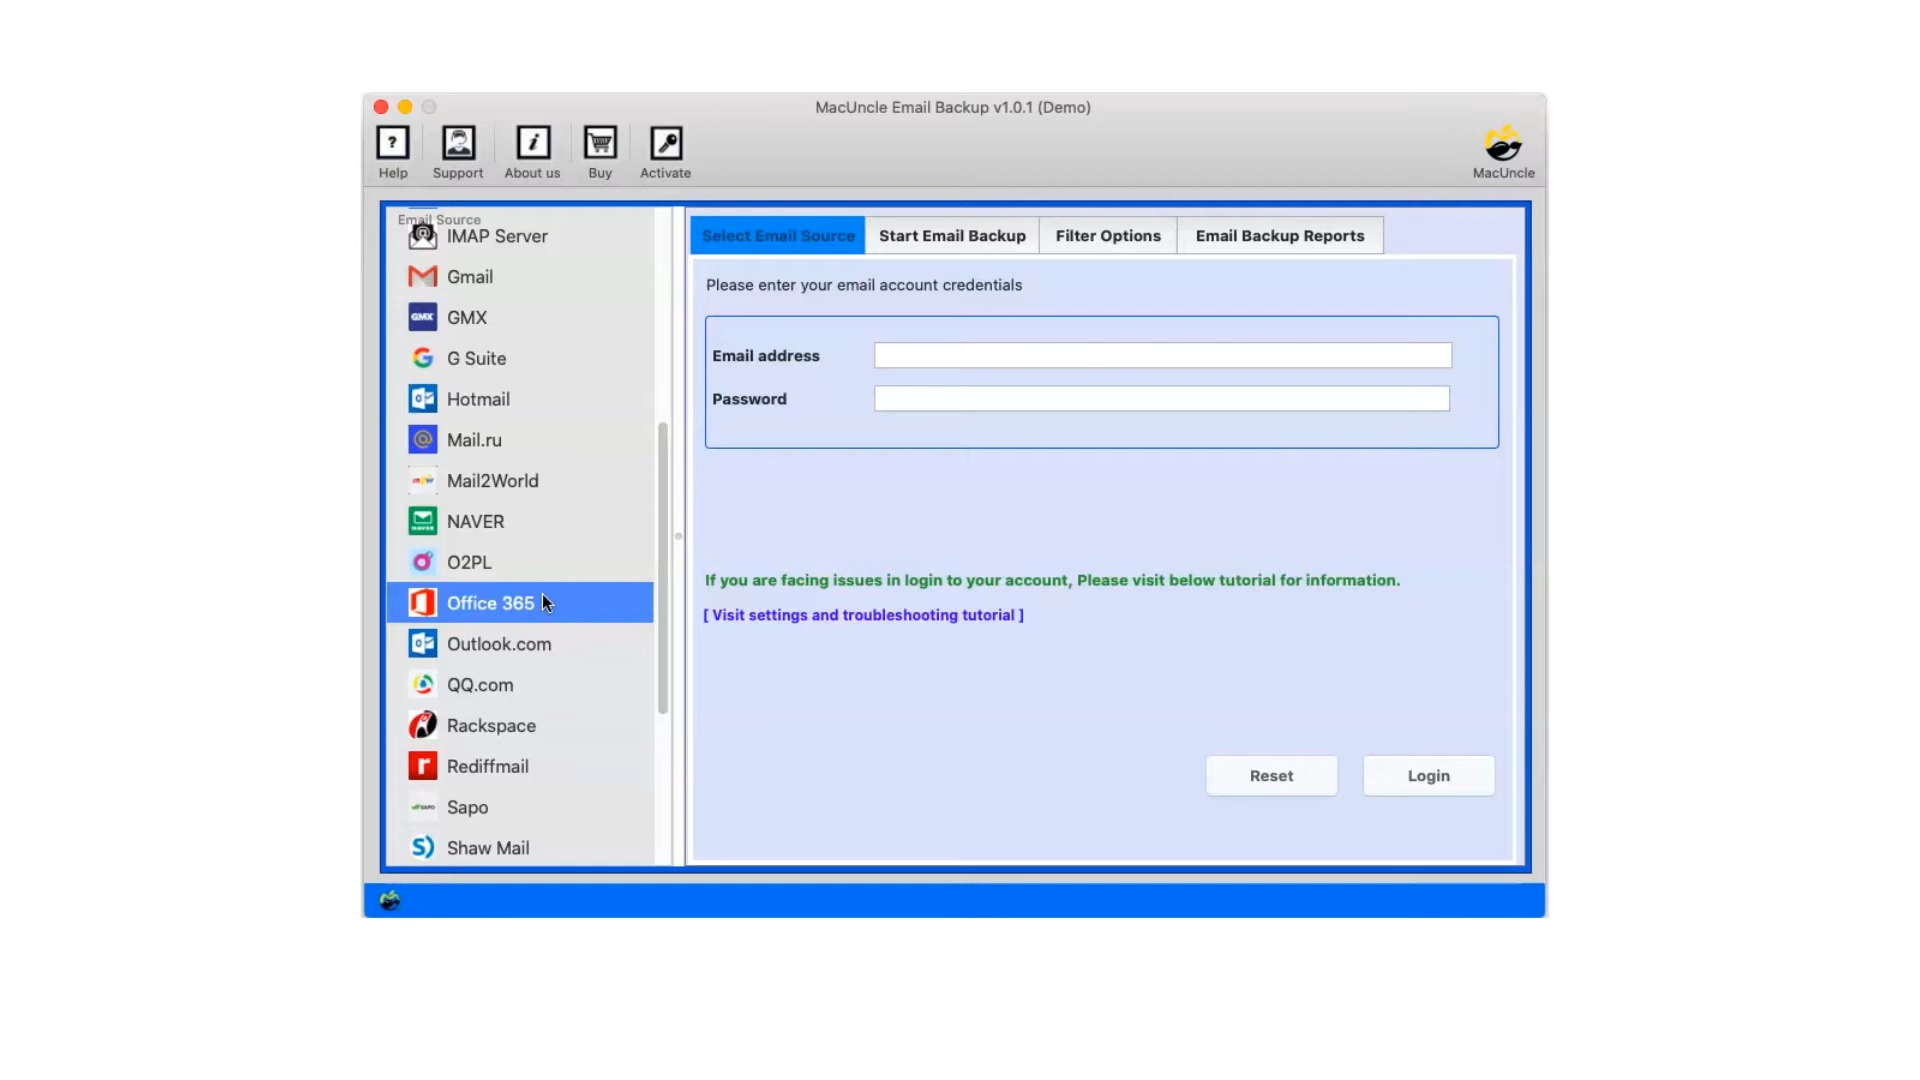 MacUncle Email Backup v1.0.1 (Demo)
?
i
Help
Support
About us
Buy
Activate
MacUncle
Email Source
IMAP Server
Gmail
GMX
GMX
G Suite
Hotmail
Mail.ru
Mail2World
NAVER
NAVER
O2PL
Office 365
Outlook.com
QQ.com
Rackspace
r
Rediffmail
SAPO
Sapo
S)
Shaw Mail
Select Email Source
Start Email Backup
Filter Options
Email Backup Reports
Please enter your email account credentials
Email address
Password
If you are facing issues in login to your account, Please visit below tutorial for information.
[ Visit settings and troubleshooting tutorial ]
Reset
Login